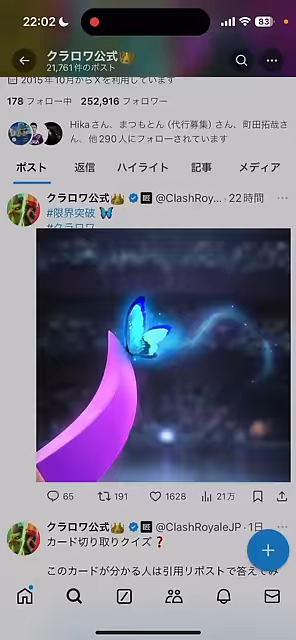 22:02
83
クラロワ公式
21,761 件のポスト
2015年10月からXを利用しています
178 フォロー中 252,916 フォロワー
Hikaさん、まつもとん (代行募集) さん、町田拓哉さ
ん、他290人にフォローされています
ポスト 返信 ハイライト 記事 メディア
クラロワ公式 @ClashRoy... · 22時間
#限界突破
#クラロワ
65 191 1628 21万
クラロワ公式 @ClashRoyaleJP · 1日
カード切り取りクイズ❓
このカードが分かる人は引用リポストで答えてみ